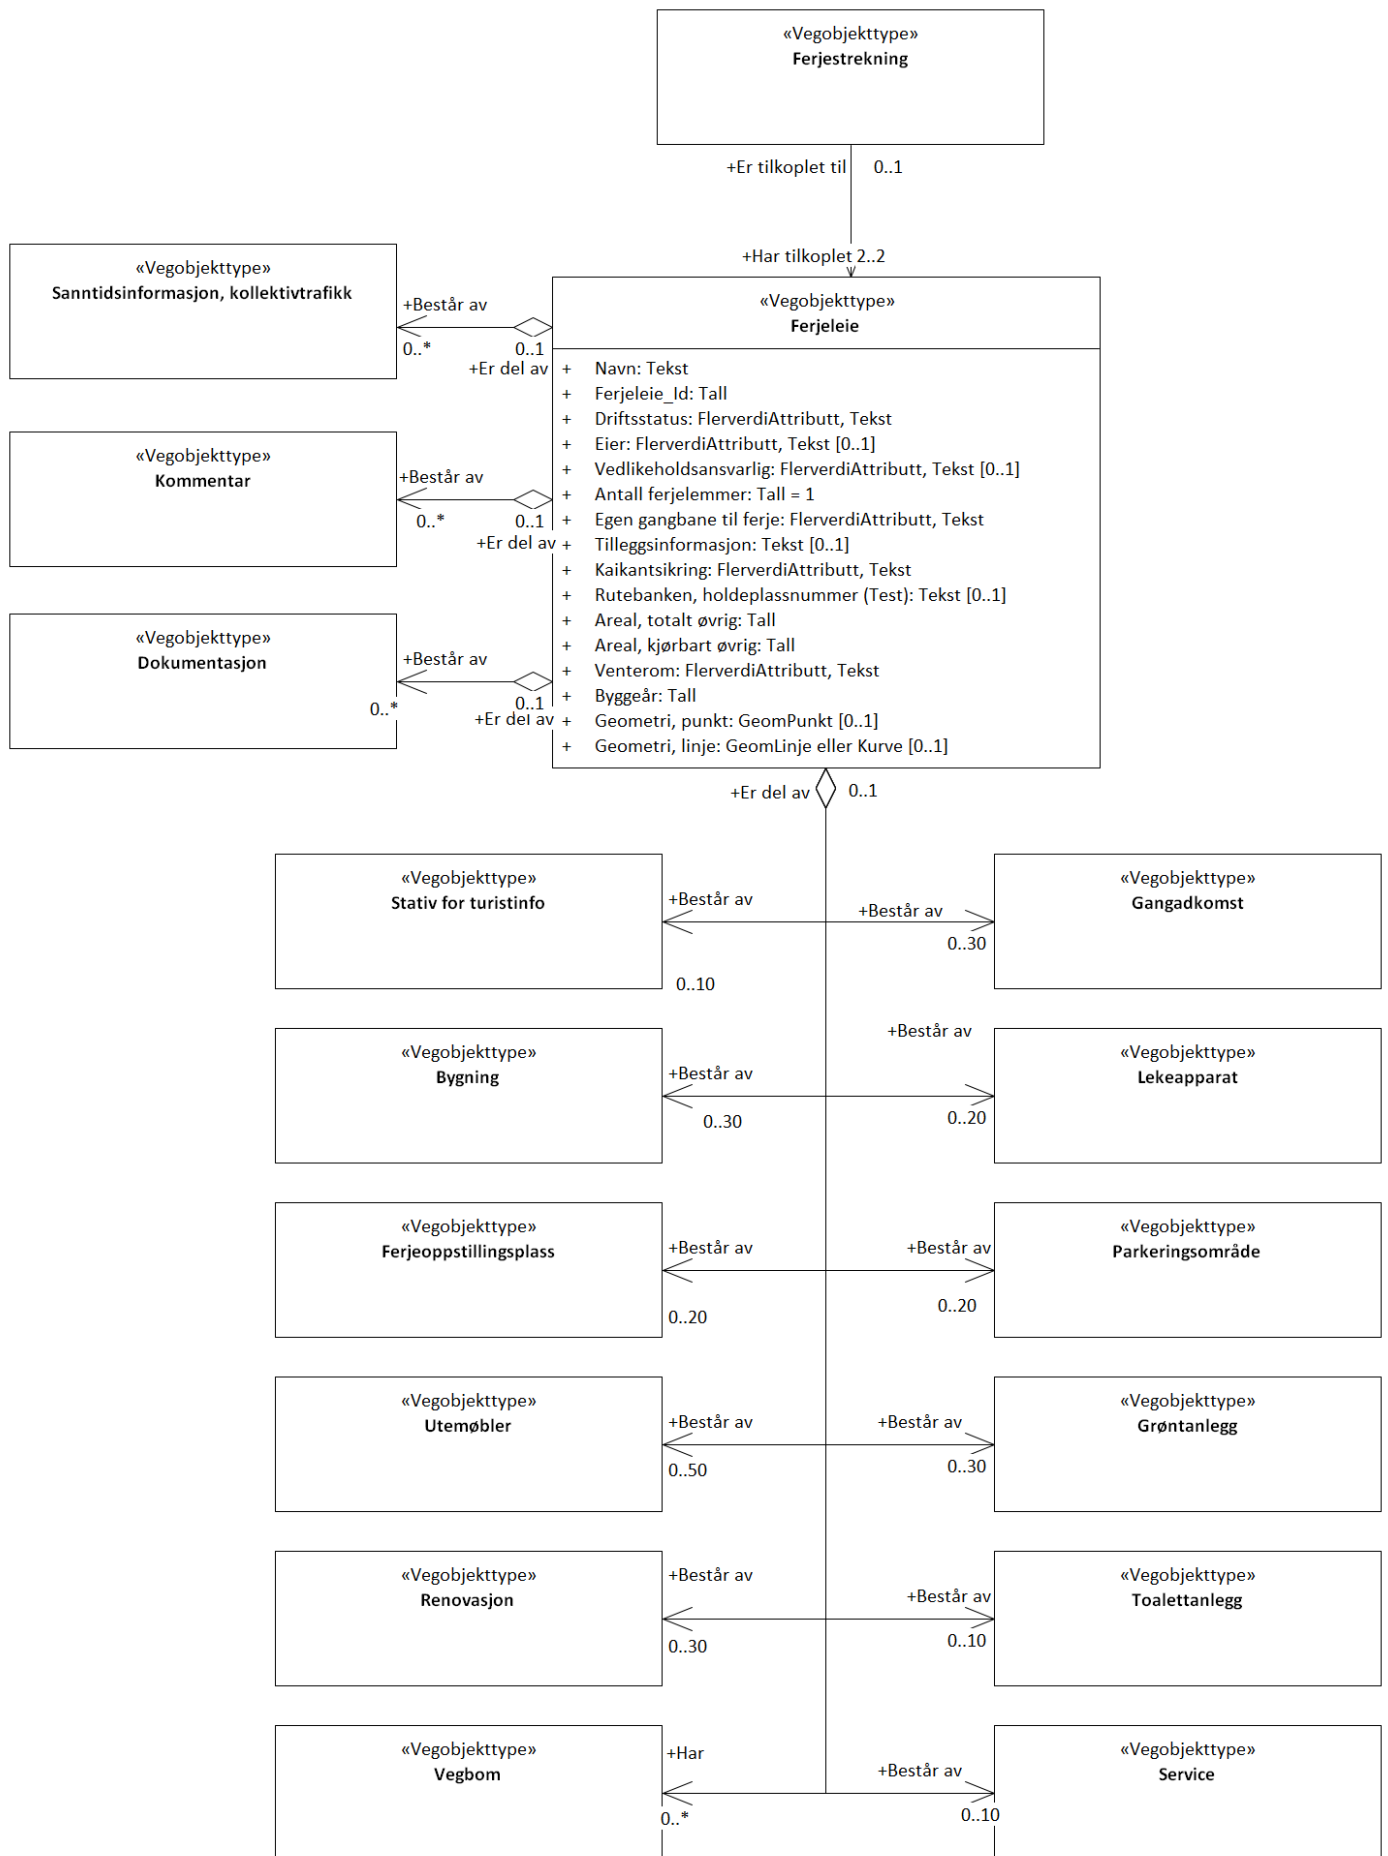 «Vegobjekttype»
Ferjestrekning
+Er tilkoplet til 0..1
+Har tilkoplet 2..2
«Vegobjekttype»
Sanntidsinformasjon, kollektivtrafikk
+Består av
0..*
0..1
+Er del av
«Vegobjekttype»
Kommentar
+Består av
0..*
0..1
+Er del av
«Vegobjekttype»
Dokumentasjon
+Består av
0..*
0..1
+Er del av
«Vegobjekttype»
Ferjeleie
+ Navn: Tekst
+ Ferjeleie_Id: Tall
+ Driftsstatus: FlerverdiAttributt, Tekst
+ Eier: FlerverdiAttributt, Tekst [0..1]
+ Vedlikeholdsansvarlig: FlerverdiAttributt, Tekst [0..1]
+ Antall ferjelemmer: Tall = 1
+ Egen gangbane til ferje: FlerverdiAttributt, Tekst
+ Tilleggsinformasjon: Tekst [0..1]
+ Kaikantsikring: FlerverdiAttributt, Tekst
+ Rutebanken, holdeplassnummer (Test): Tekst [0..1]
+ Areal, totalt øvrig: Tall
+ Areal, kjørbart øvrig: Tall
+ Venterom: FlerverdiAttributt, Tekst
+ Byggeår: Tall
+ Geometri, punkt: GeomPunkt [0..1]
+ Geometri, linje: GeomLinje eller Kurve [0..1]
+Er del av 0..1
«Vegobjekttype»
Stativ for turistinfo
+Består av
0..10
+Består av
0..30
«Vegobjekttype»
Gangadkomst
«Vegobjekttype»
Bygning
+Består av
0..30
+Består av
0..20
«Vegobjekttype»
Lekeapparat
«Vegobjekttype»
Ferjeoppstillingsplass
+Består av
0..20
+Består av
0..20
«Vegobjekttype»
Parkeringsområde
«Vegobjekttype»
Utemøbler
+Består av
0..50
+Består av
0..30
«Vegobjekttype»
Grøntanlegg
«Vegobjekttype»
Renovasjon
+Består av
0..30
+Består av
0..10
«Vegobjekttype»
Toalettanlegg
«Vegobjekttype»
Vegbom
+Har
0..*
+Består av
0..10
«Vegobjekttype»
Service